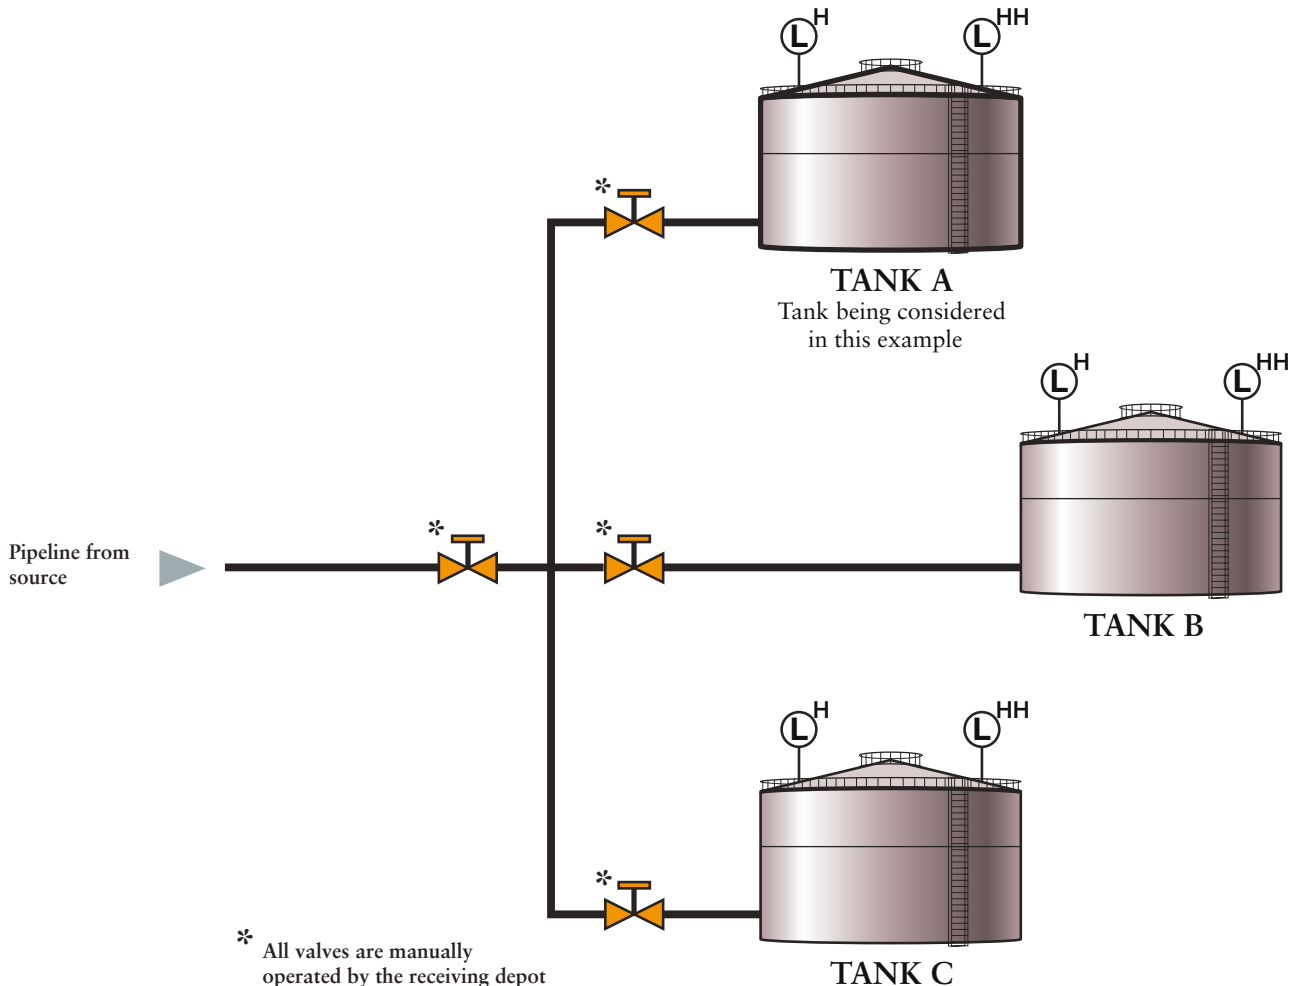 L H
L HH
*
TANK A
Tank being considered
in this example
L H
L HH
*
*
Pipeline from
source
TANK B
L H
L HH
*
* All valves are manually
operated by the receiving depot
TANK C